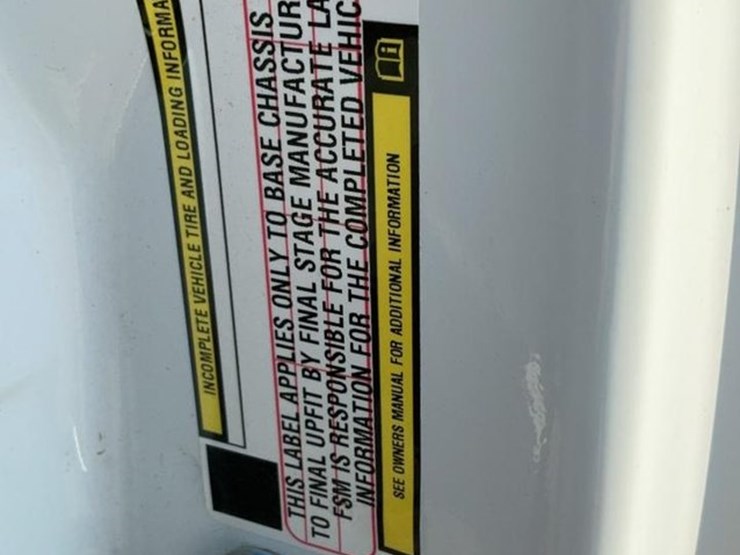 INCOMPLETE VEHICLE TIRE AND LOADING INFORMA
THIS LABEL APPLIES ONLY TO BASE CHASSIS
TO FINAL UPFIT BY FINAL STAGE MANUFACTUR
FSM IS RESPONSIBLE FOR THE ACCURATE LA
INFORMATION FOR THE COMPLETED VEHIC
SEE OWNERS MANUAL FOR ADDITIONAL INFORMATION